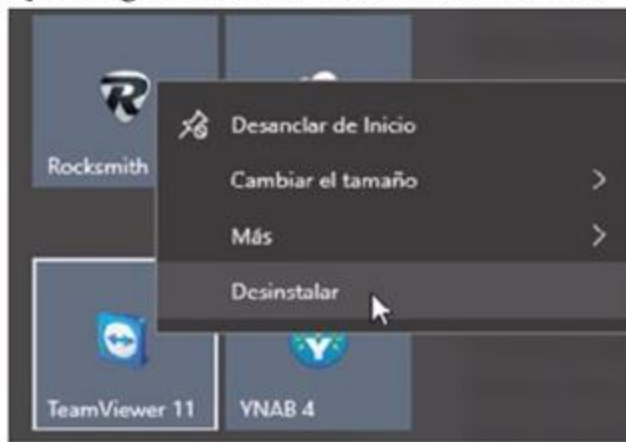 Desanclar de Inicio
Rocksmith
Cambiar el tamaño
Más
Desinstalar
TeamViewer 11
YNAB 4